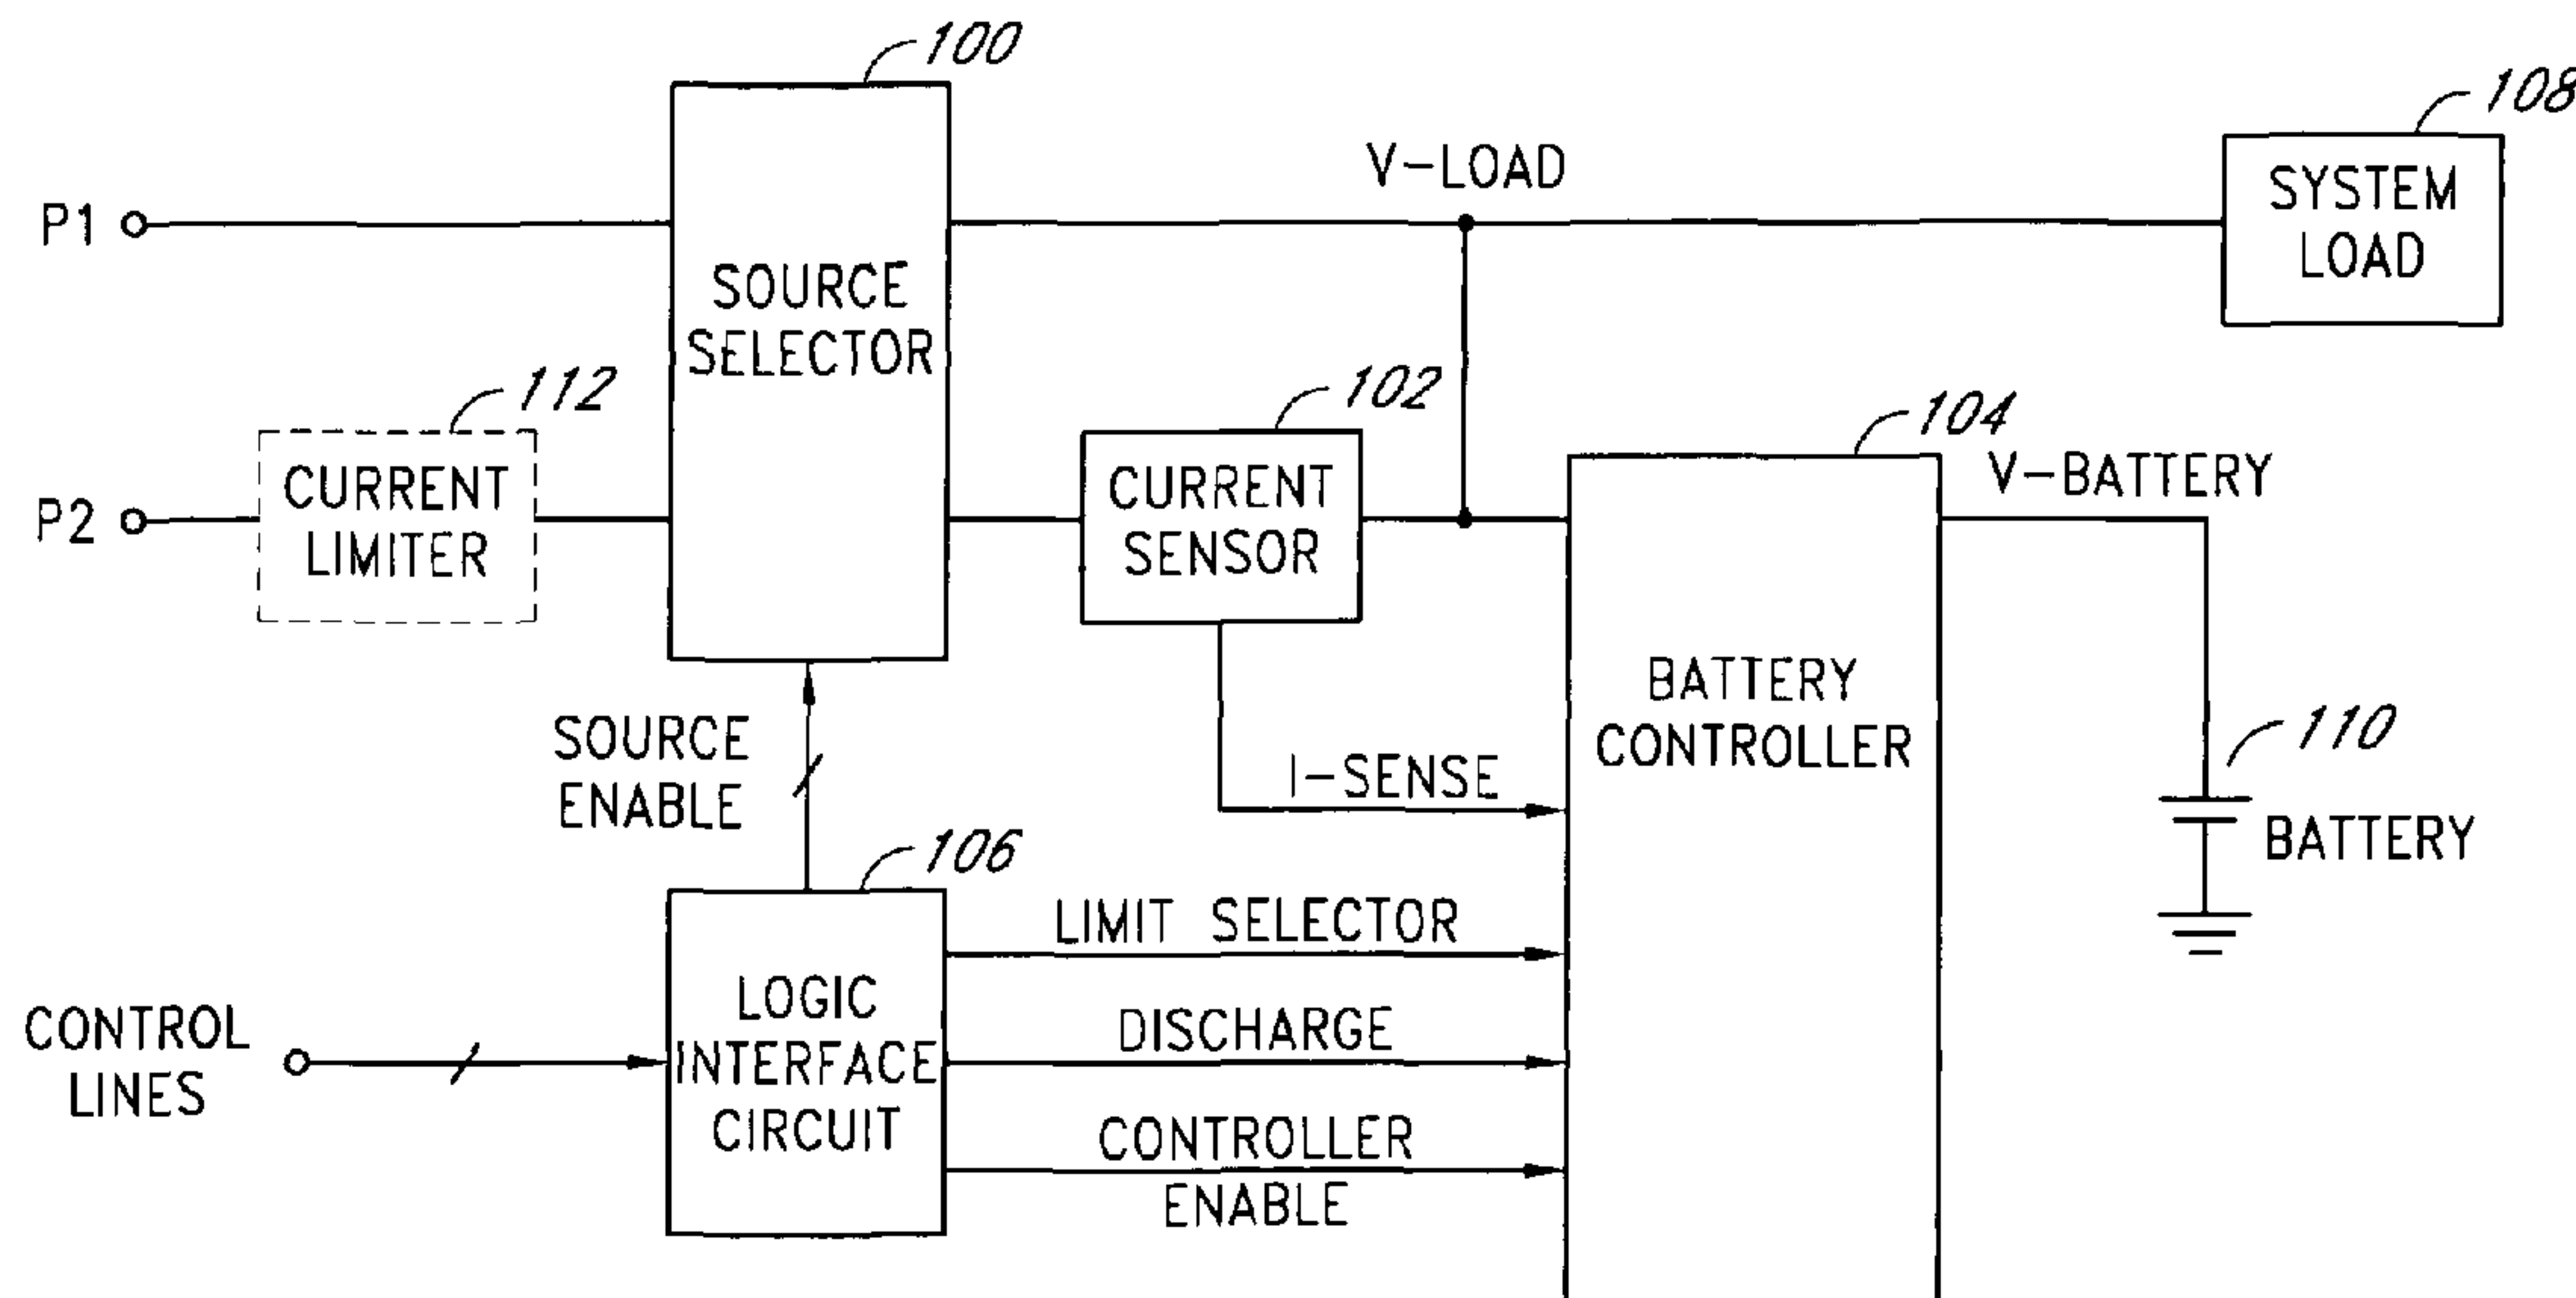 100
108
V-LOAD
SYSTEM
LOAD
P1
SOURCE
SELECTOR
112
102
104
CURRENT
LIMITER
CURRENT
SENSOR
V-BATTERY
P2
BATTERY
CONTROLLER
SOURCE
ENABLE
I-SENSE
110
BATTERY
106
LIMIT SELECTOR
LOGIC
INTERFACE
CIRCUIT
CONTROL
LINES
DISCHARGE
CONTROLLER
ENABLE